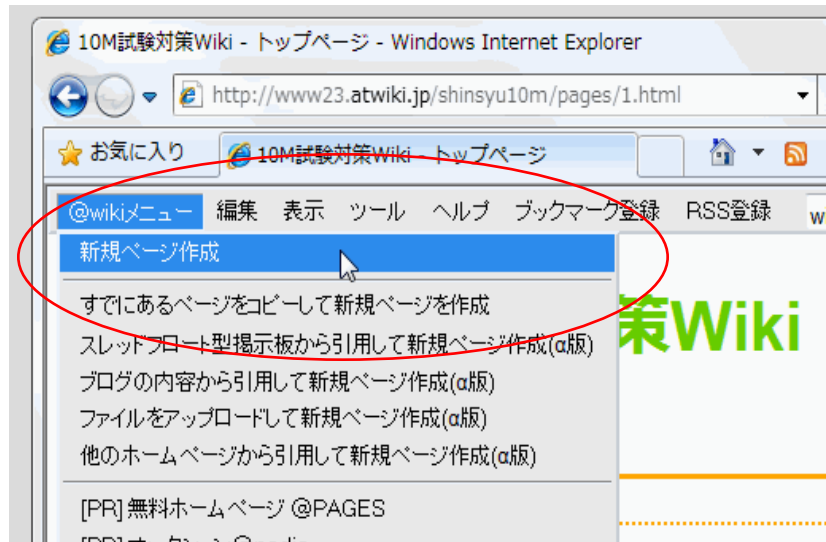 10M試験対策Wiki - トップページ - Windows Internet Explorer
http://www23.atwiki.jp/shinsyu10m/pages/1.html
お気に入り 10M試験対策Wiki - トップページ
@wikiメニュー 編集 表示 ツール ヘルプ ブックマーク登録 RSS登録 w
新規ページ作成
すでにあるページをコピーして新規ページを作成
策Wiki
スレッドフロート型掲示板から引用して新規ページ作成(α版)
ブログの内容から引用して新規ページ作成(α版)
ファイルをアップロードして新規ページ作成(α版)
他のホームページから引用して新規ページ作成(α版)
[PR] 無料ホームページ @PAGES